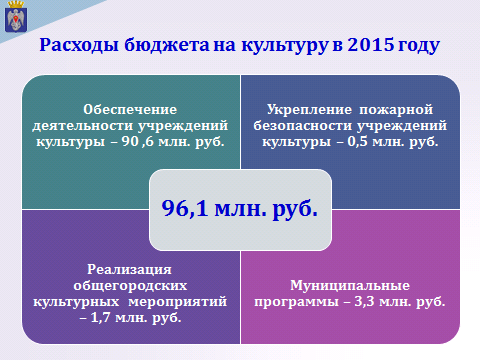 Расходы бюджета на культуру в 2015 году
Обеспечение
деятельности учреждений
культуры – 90 ,6 млн. руб.
Укрепление пожарной
безопасности учреждений
культуры – 0,5 млн. руб.
96,1 млн. руб.
Реализация
общегородских
культурных мероприятий
– 1,7 млн. руб.
Муниципальные
программы – 3,3 млн. руб.